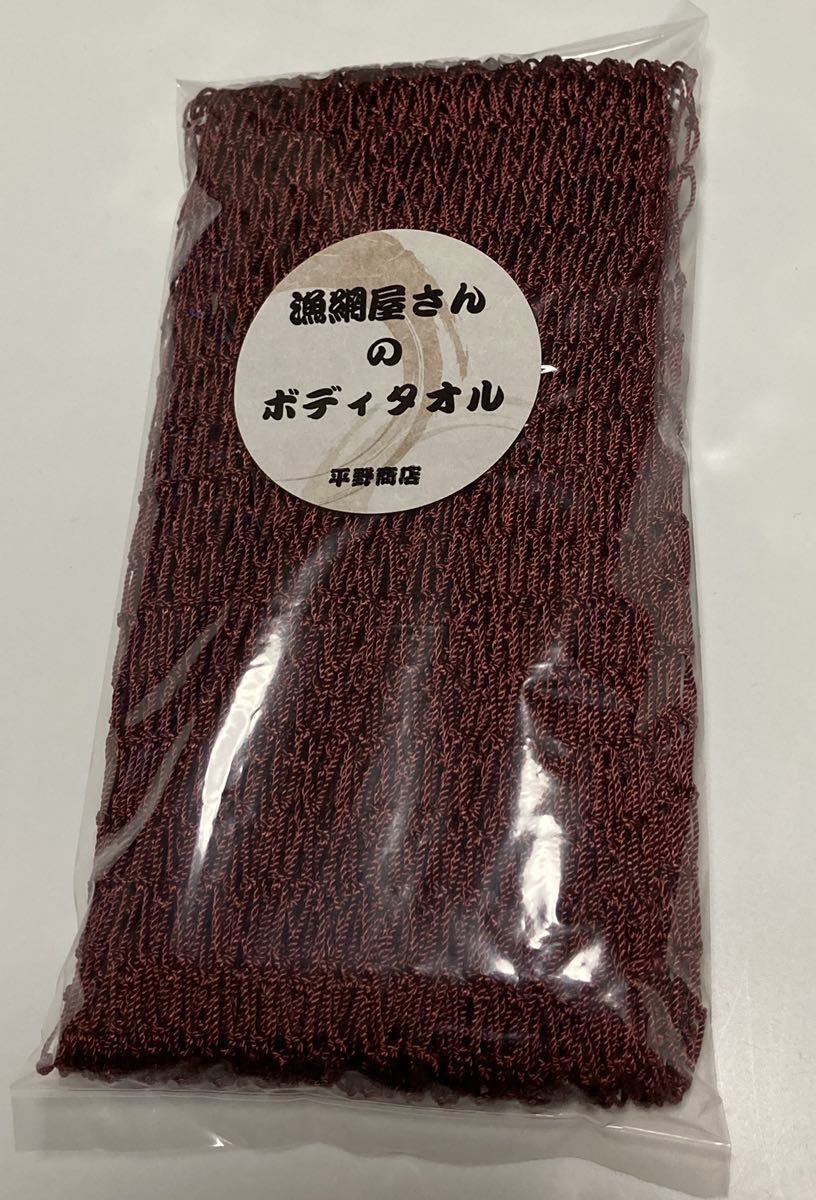 漁網屋さん
の
ボディタオル
平野商店